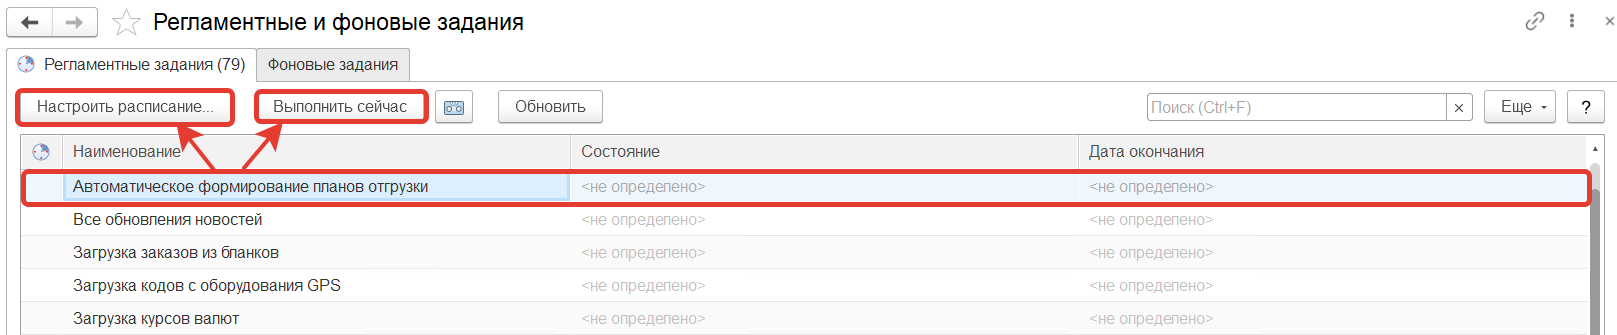 Регламентные и фоновые задания
Регламентные задания (79) Фоновые задания
Настроить расписание... Выполнить сейчас Обновить Поиск (Ctrl+F) × Еще ?
Наименование Состояние Дата окончания
Автоматическое формирование планов отгрузки <не определено> <не определено>
Все обновления новостей <не определено> <не определено>
Загрузка заказов из бланков <не определено> <не определено>
Загрузка кодов с оборудования GPS <не определено> <не определено>
Загрузка курсов валют <не определено> <не определено>